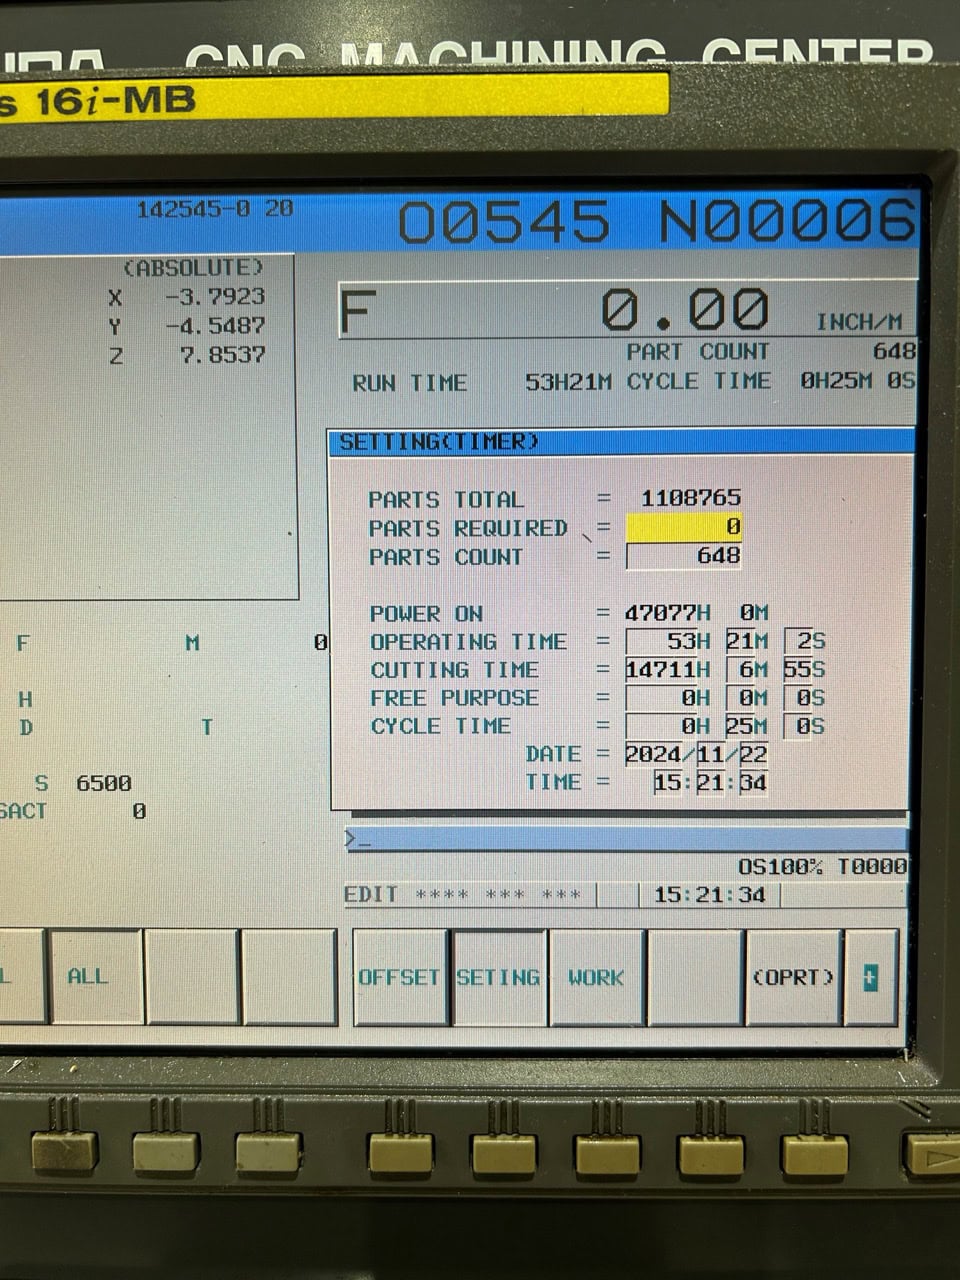 CNC MACHINING CENTER
s 16i-MB
142545-0 20
O0545 N00006
(ABSOLUTE)
X -3.7923
Y -4.5487
Z 7.8537
F 0.00 INCH/M
PART COUNT 648
RUN TIME 53H21M CYCLE TIME 0H25M 0S
SETTING(TIMER)
PARTS TOTAL = 1108765
PARTS REQUIRED = 0
PARTS COUNT = 648
POWER ON = 47077H 0M
OPERATING TIME = 53H 21M 2S
CUTTING TIME = 14711H 6M 55S
FREE PURPOSE = 0H 0M 0S
CYCLE TIME = 0H 25M 0S
DATE = 2024/11/22
TIME = 15:21:34
F M 0
H
D T
S 6500
SACT 0
>_
OS100% T0000
EDIT **** *** *** 15:21:34
L ALL OFFSET SETING WORK (OPRT) +